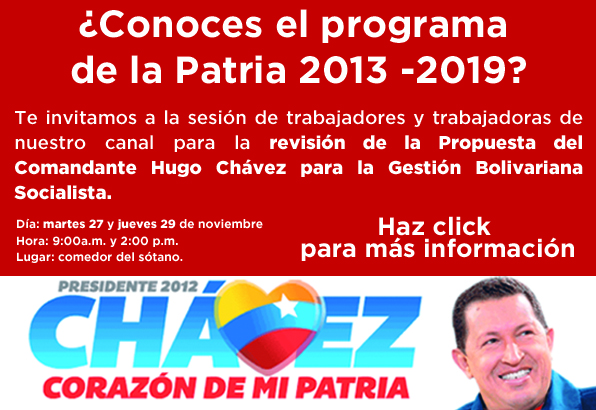 ¿Conoces el programa
de la Patria 2013 -2019?
Te invitamos a la sesión de trabajadores y trabajadoras de
nuestro canal para la revisión de la Propuesta del
Comandante Hugo Chávez para la Gestión Bolivariana
Socialista.
Día: martes 27 y jueves 29 de noviembre
Hora: 9:00a.m. y 2:00 p.m.
Lugar: comedor del sótano.
Haz click
para más información
PRESIDENTE 2012
CHÁVEZ
CORAZÓN DE MI PATRIA